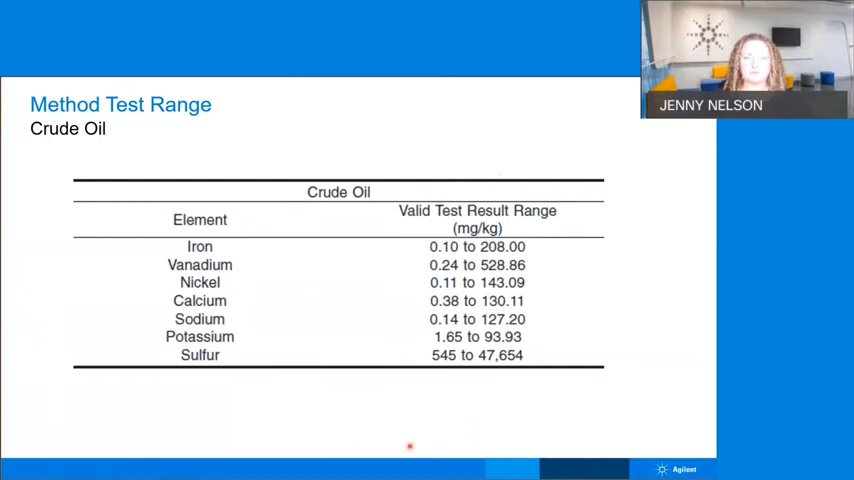 JENNY NELSON
Method Test Range
Crude Oil
Crude Oil
Element Valid Test Result Range
(mg/kg)
Iron 0.10 to 208.00
Vanadium 0.24 to 528.86
Nickel 0.11 to 143.09
Calcium 0.38 to 130.11
Sodium 0.14 to 127.20
Potassium 1.65 to 93.93
Sulfur 545 to 47,654
Agilent